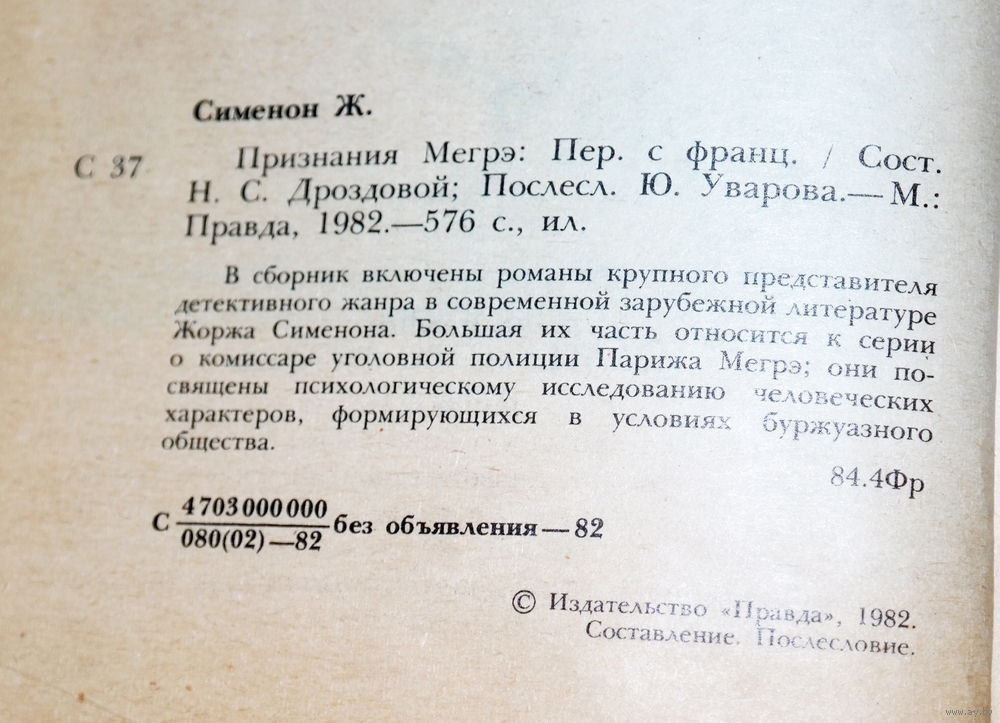 Сименон Ж.
С 37 Признания Мегрэ: Пер. с франц. / Сост.
Н. С. Дроздовой; Послесл. Ю. Уварова.— М.:
Правда, 1982.—576 с., ил.
В сборник включены романы крупного представителя
детективного жанра в современной зарубежной литературе
Жоржа Сименона. Большая их часть относится к серии
о комиссаре уголовной полиции Парижа Мегрэ; они по-
священы психологическому исследованию человеческих
характеров, формирующихся в условиях буржуазного
общества.
84.4Фр
4703000000
С без объявления—82
080(02)—82
© Издательство «Правда», 1982.
Составление. Послесловие.
www.ay.by